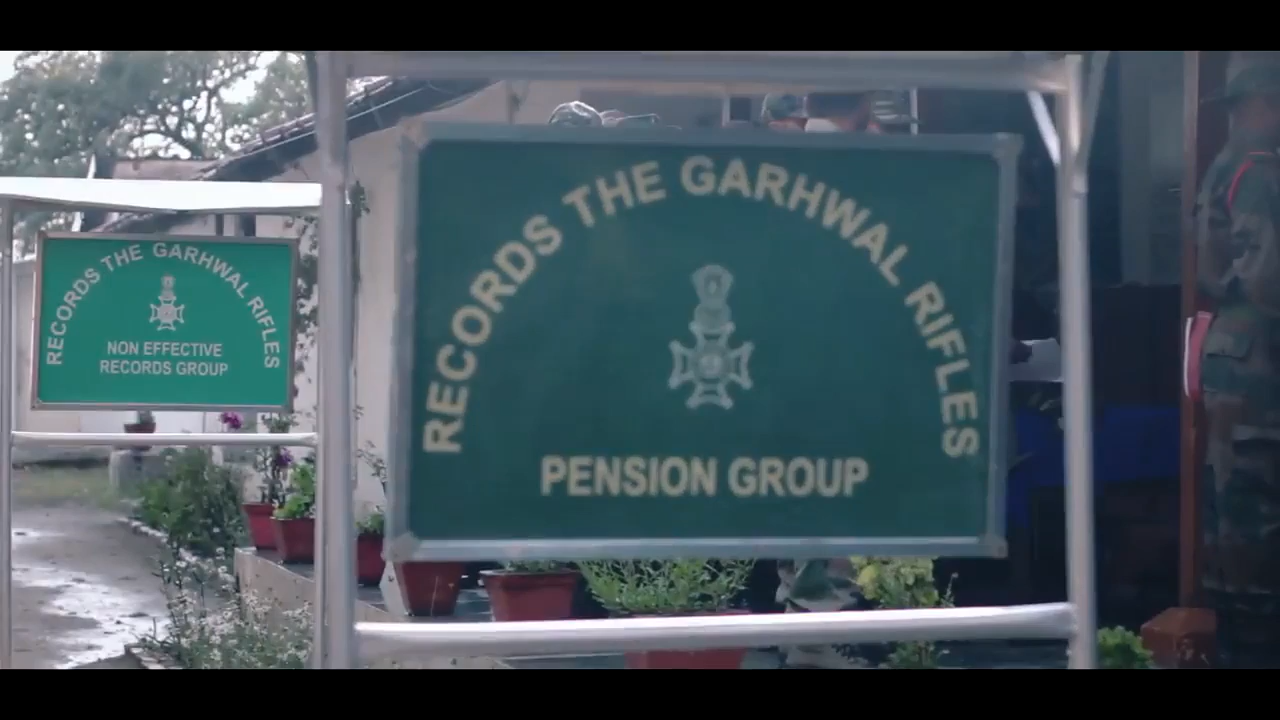 RECORDS THE GARHWAL RIFLES
NON EFFECTIVE
RECORDS GROUP
RECORDS THE GARHWAL RIFLES
PENSION GROUP